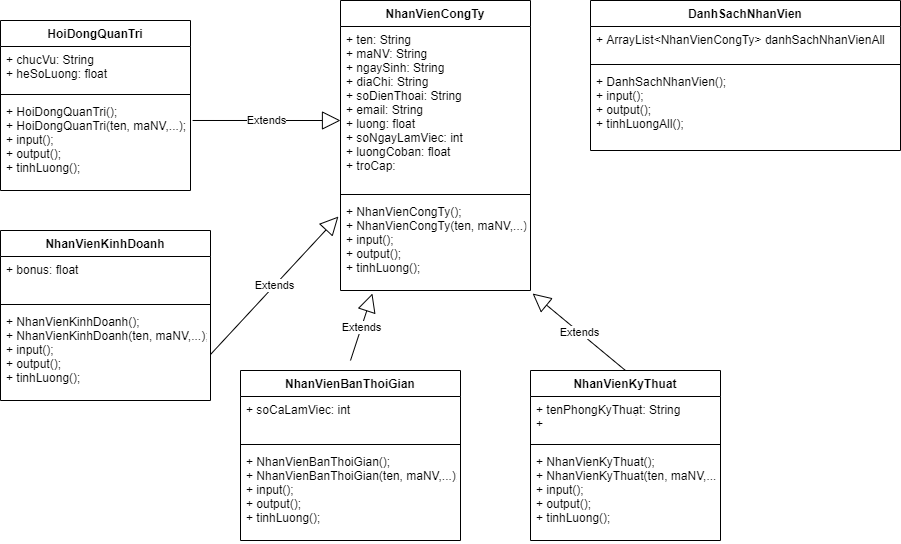 HoiDongQuanTri
+ chucVu: String
+ heSoLuong: float
+ HoiDongQuanTri();
+ HoiDongQuanTri(ten, maNV,...);
+ input();
+ output();
+ tinhLuong();
Extends
NhanVienCongTy
+ ten: String
+ maNV: String
+ ngaySinh: String
+ diaChi: String
+ soDienThoai: String
+ email: String
+ luong: float
+ soNgayLamViec: int
+ luongCoban: float
+ troCap:
+ NhanVienCongTy();
+ NhanVienCongTy(ten, maNV,...)
+ input();
+ output();
+ tinhLuong();
DanhSachNhanVien
+ ArrayList<NhanVienCongTy> danhSachNhanVienAll
+ DanhSachNhanVien();
+ input();
+ output();
+ tinhLuongAll();
NhanVienKinhDoanh
+ bonus: float
+ NhanVienKinhDoanh();
+ NhanVienKinhDoanh(ten, maNV,...);
+ input();
+ output();
+ tinhLuong();
Extends
Extends
Extends
NhanVienBanThoiGian
+ soCaLamViec: int
+ NhanVienBanThoiGian();
+ NhanVienBanThoiGian(ten, maNV,...)
+ input();
+ output();
+ tinhLuong();
NhanVienKyThuat
+ tenPhongKyThuat: String
+
+ NhanVienKyThuat();
+ NhanVienKyThuat(ten, maNV,...
+ input();
+ output();
+ tinhLuong();